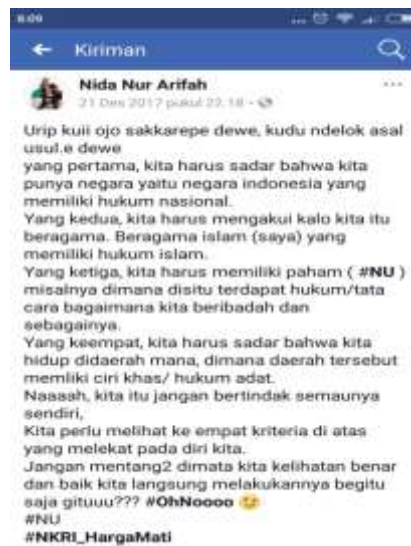 8:09
Kiriman
Nida Nur Arifah
21 Des 2017 pukul 22.18
Urip kuii ojo sakkarepe dewe, kudu ndelok asal
usul.e dewe
yang pertama, kita harus sadar bahwa kita
punya negara yaitu negara indonesia yang
memiliki hukum nasional.
Yang kedua, kita harus mengakui kalo kita itu
beragama. Beragama islam (saya) yang
memiliki hukum islam.
Yang ketiga, kita harus memiliki paham ( #NU )
misalnya dimana disitu terdapat hukum/tata
cara bagaimana kita beribadah dan
sebagainya.
Yang keempat, kita harus sadar bahwa kita
hidup didaerah mana, dimana daerah tersebut
memliki ciri khas/ hukum adat.
Naaaah, kita itu jangan bertindak semaunya
sendiri,
Kita perlu melihat ke empat kriteria di atas
yang melekat pada diri kita.
Jangan mentang2 dimata kita kelihatan benar
dan baik kita langsung melakukannya begitu
saja gituuu??? #OhNoooo 😉
#NU
#NKRI_HargaMati